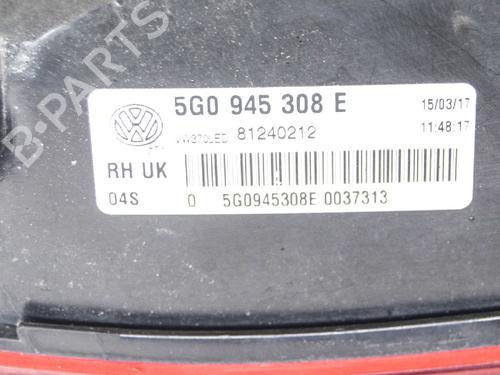 B-PARTS
5G0 945 308 E
15/03/17
VW370LED 81240212
11:48:17
RH UK
04S
0 5G0945308E 0037313